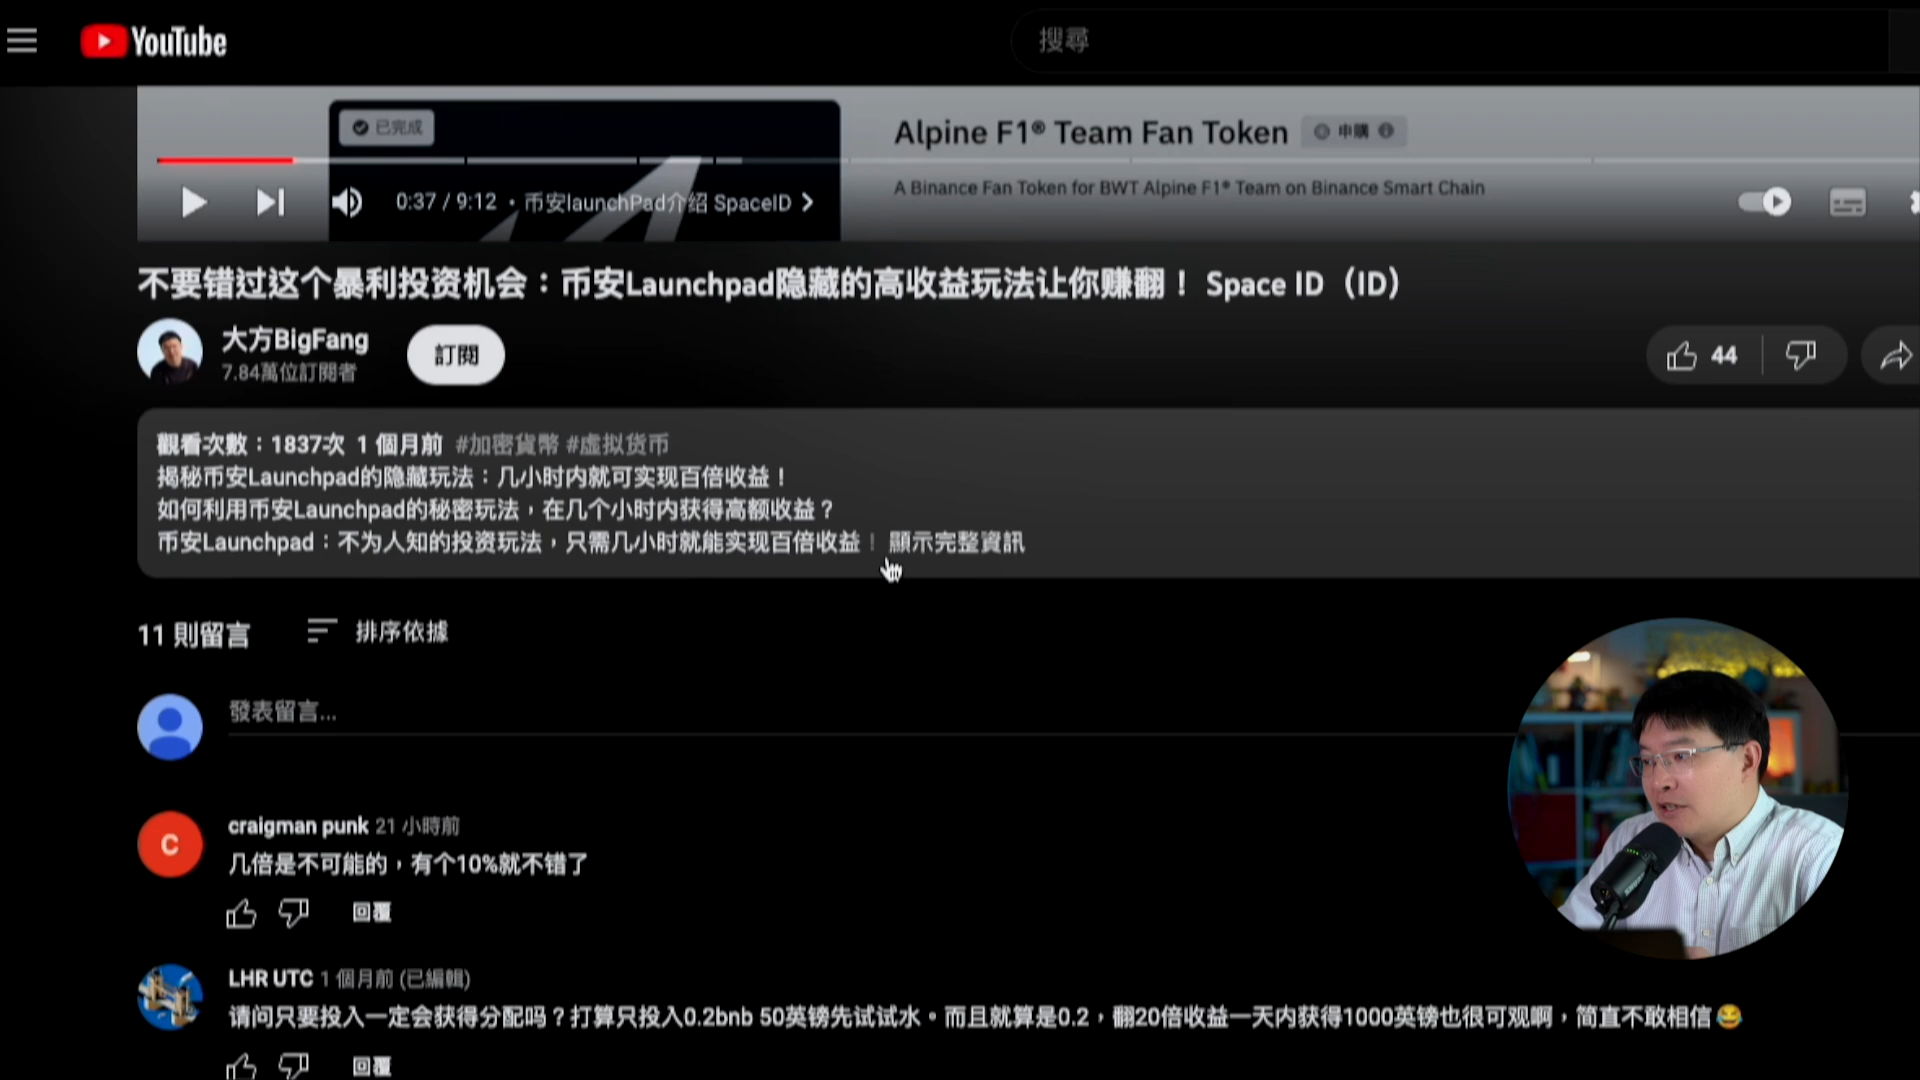 YouTube
搜尋
已完成
Alpine F1® Team Fan Token
申購
A Binance Fan Token for BWT Alpine F1® Team on Binance Smart Chain
0:37 / 9:12 • 币安launchPad介绍 SpaceID
不要错过这个暴利投资机会：币安Launchpad隐藏的高收益玩法让你赚翻！ Space ID（ID）
大方BigFang
7.84萬位訂閱者
訂閱
44
觀看次數：1837次 1 個月前 #加密貨幣 #虚拟货币
揭秘币安Launchpad的隐藏玩法：几小时内就可实现百倍收益！
如何利用币安Launchpad的秘密玩法，在几个小时内获得高额收益？
币安Launchpad：不为人知的投资玩法，只需几小时就能实现百倍收益！ 顯示完整資訊
11 則留言
排序依據
發表留言...
C
craigman punk 21 小時前
几倍是不可能的，有个10%就不错了
回覆
LHR UTC 1 個月前 (已編輯)
请问只要投入一定会获得分配吗？打算只投入0.2bnb 50英镑先试试水。而且就算是0.2，翻20倍收益一天内获得1000英镑也很可观啊，简直不敢相信😂
回覆